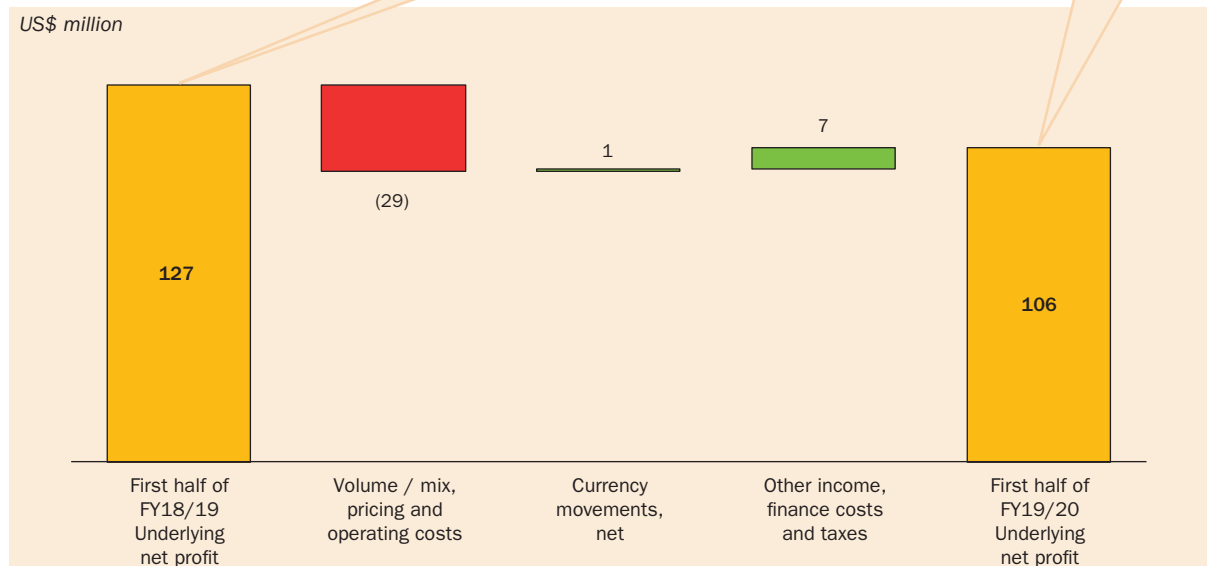 US$ million
7
1
(29)
127
106
First half of
FY18/19
Underlying
net profit
Volume / mix,
pricing and
operating costs
Currency
movements,
net
Other income,
finance costs
and taxes
First half of
FY19/20
Underlying
net profit